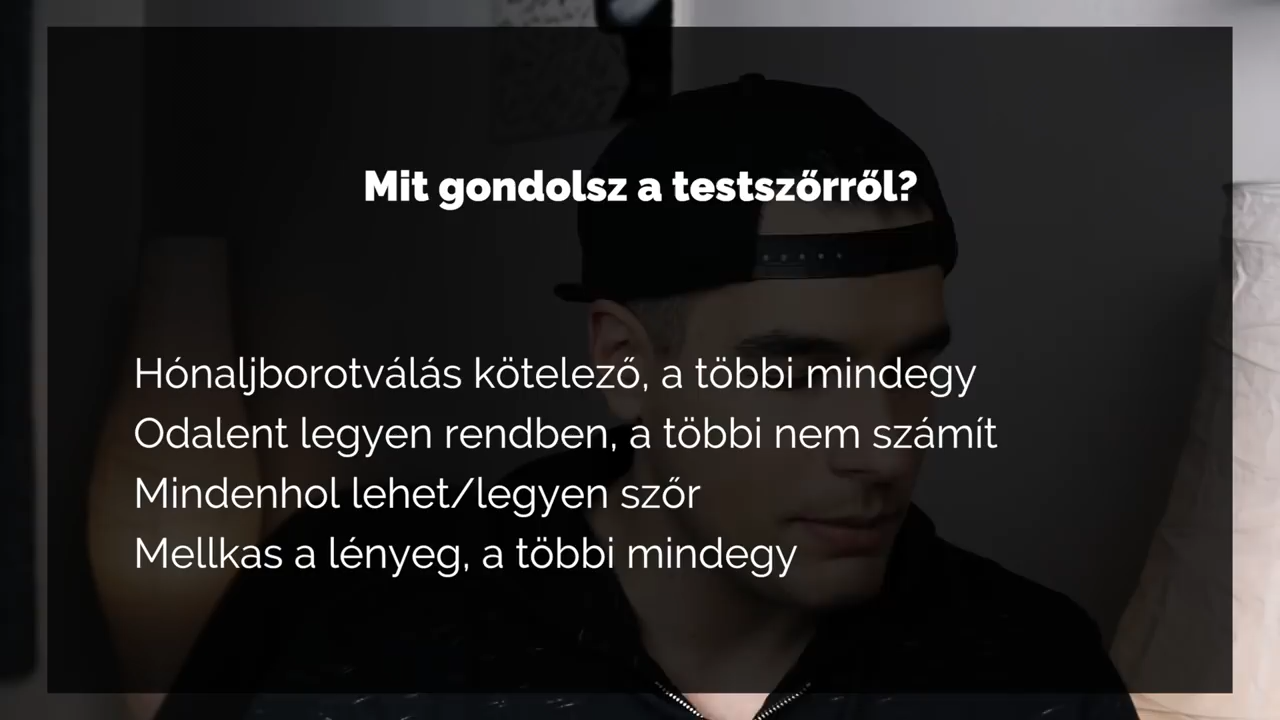 Mit gondolsz a testszőrről?
Hónaljborotválás kötelező, a többi mindegy
Odalent legyen rendben, a többi nem számít
Mindenhol lehet/legyen szőr
Mellkas a lényeg, a többi mindegy